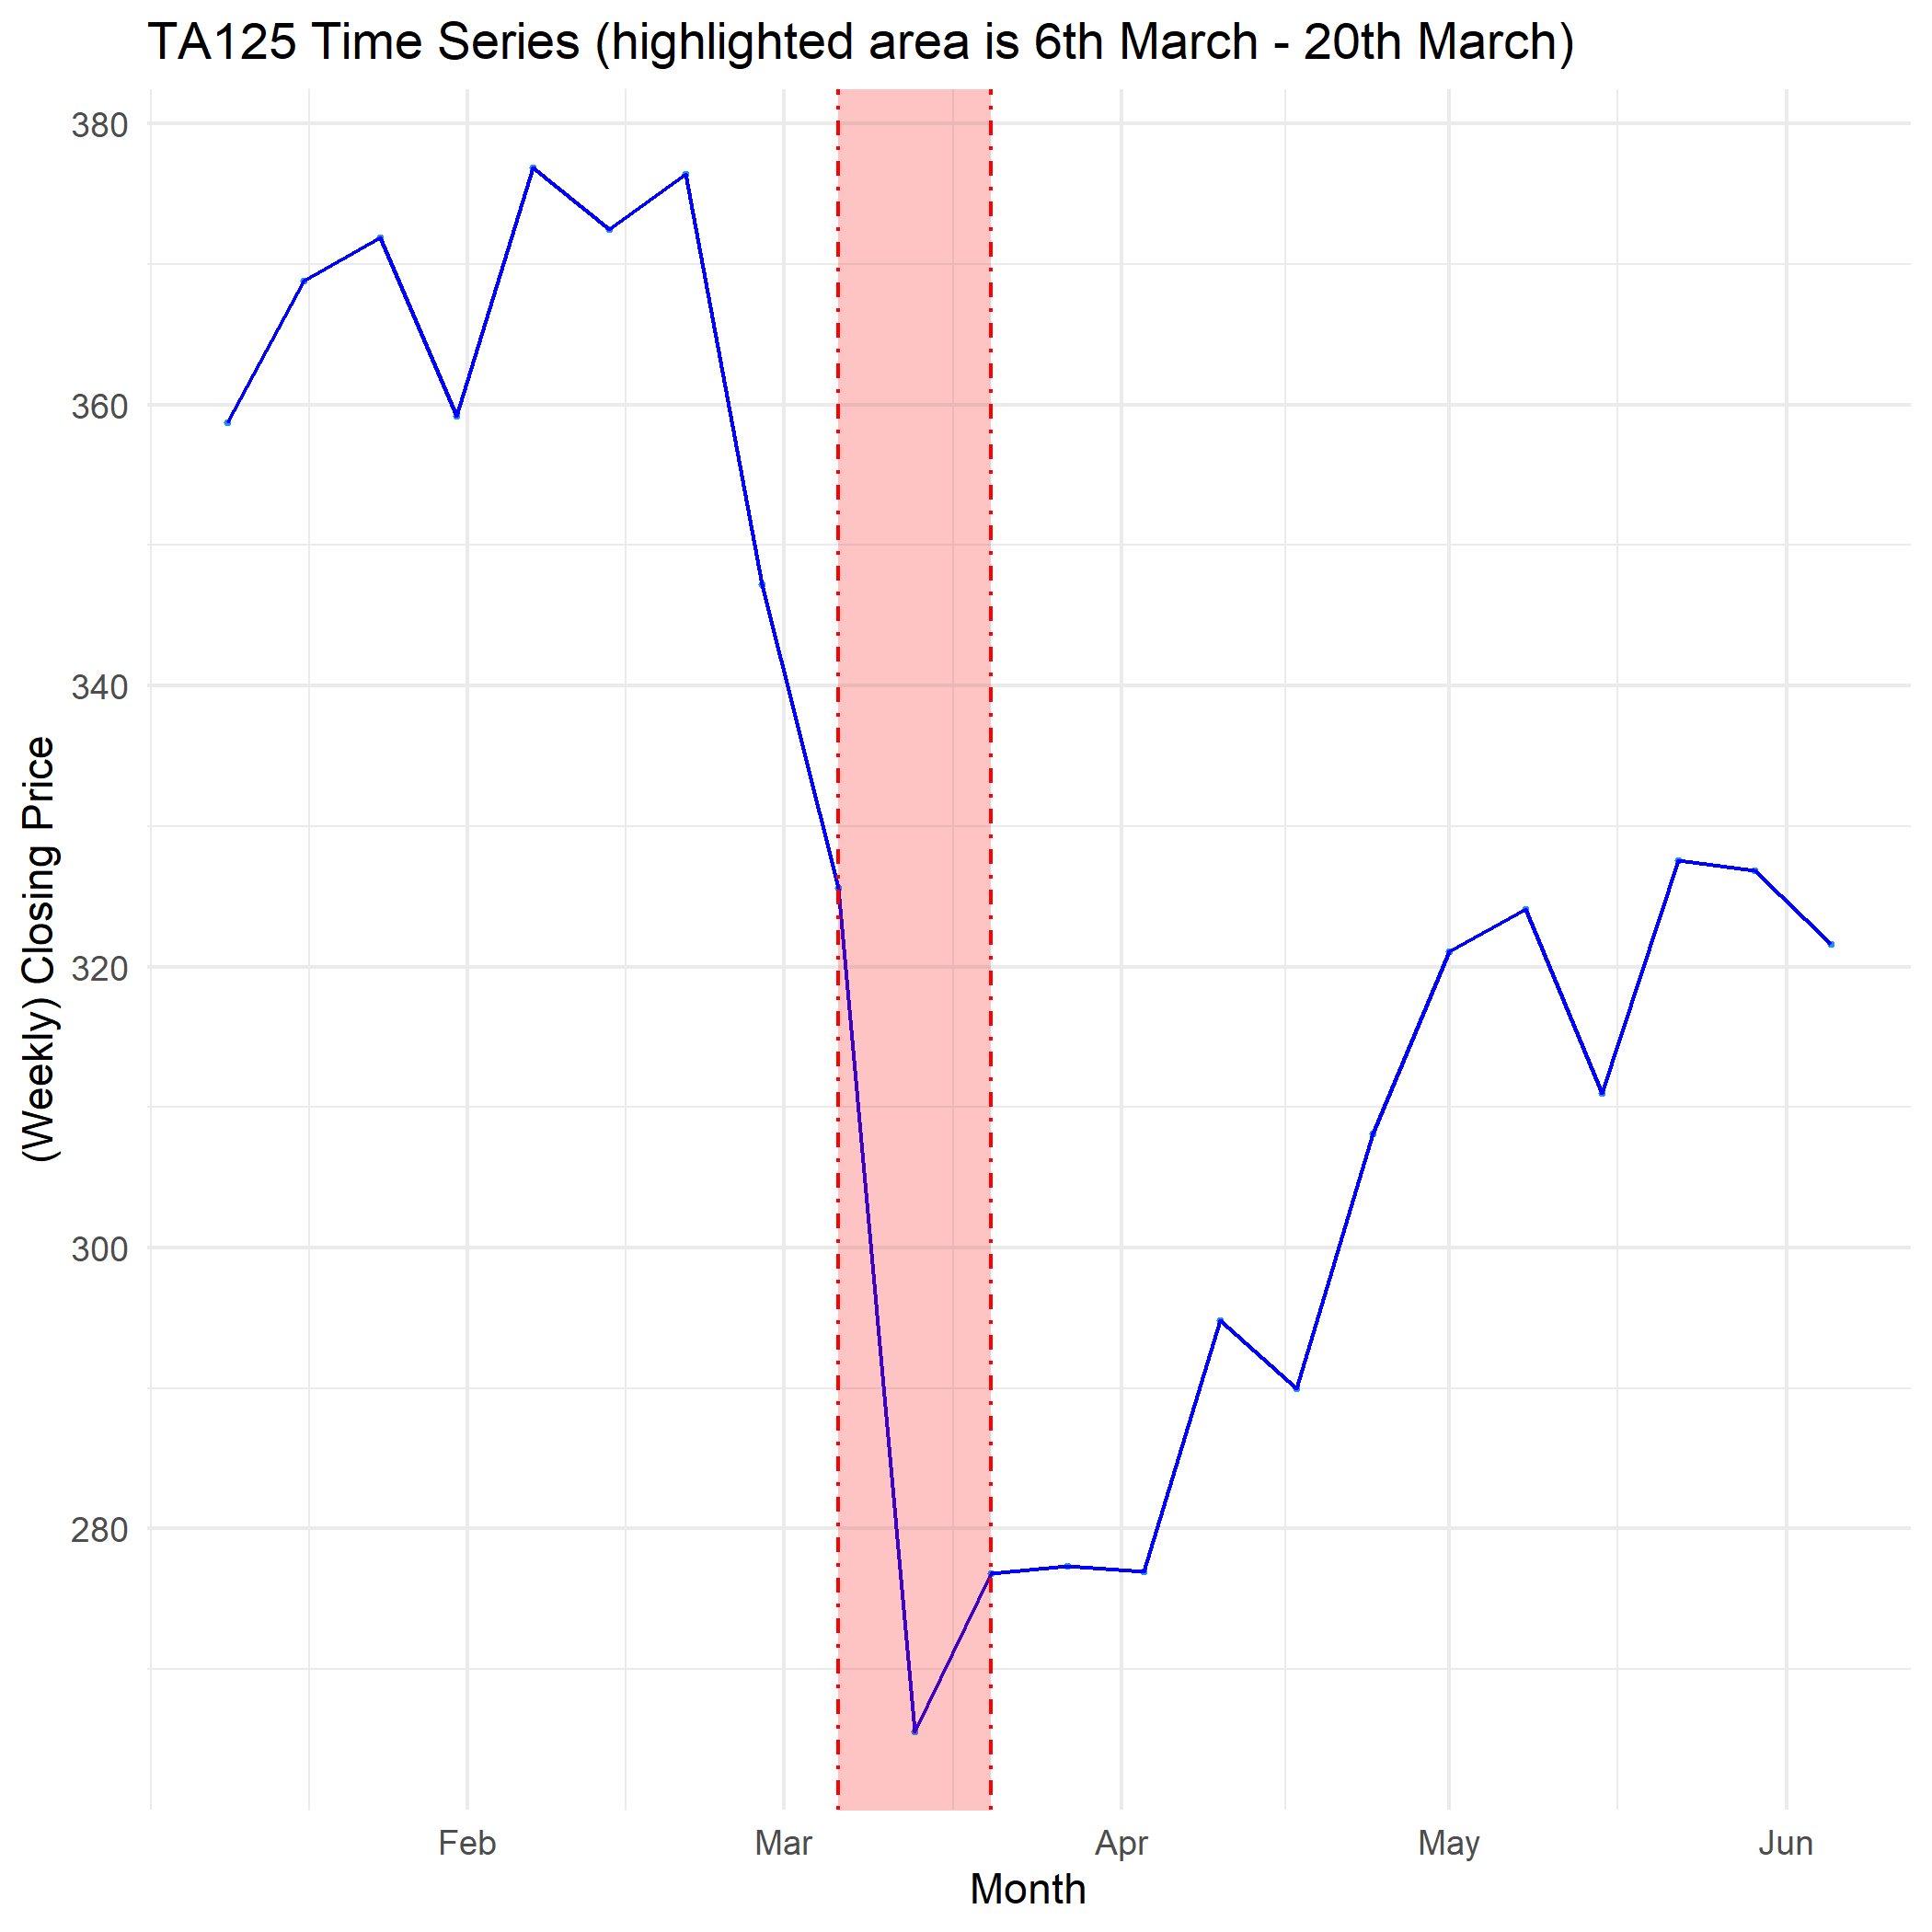 TA125 Time Series (highlighted area is 6th March - 20th March)
(Weekly) Closing Price
380
360
340
320
300
280
Feb Mar Apr May Jun
Month